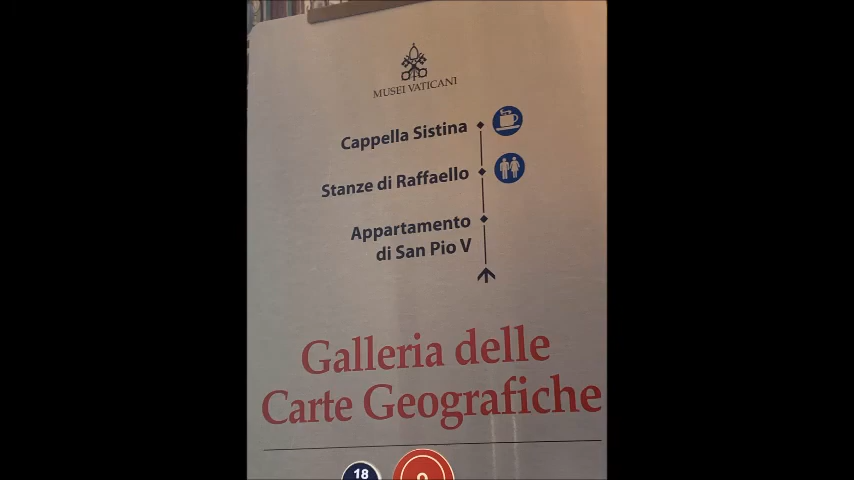 MUSEI VATICANI
Cappella Sistina
Stanze di Raffaello
Appartamento
di San Pio V
Galleria delle
Carte Geografiche
18